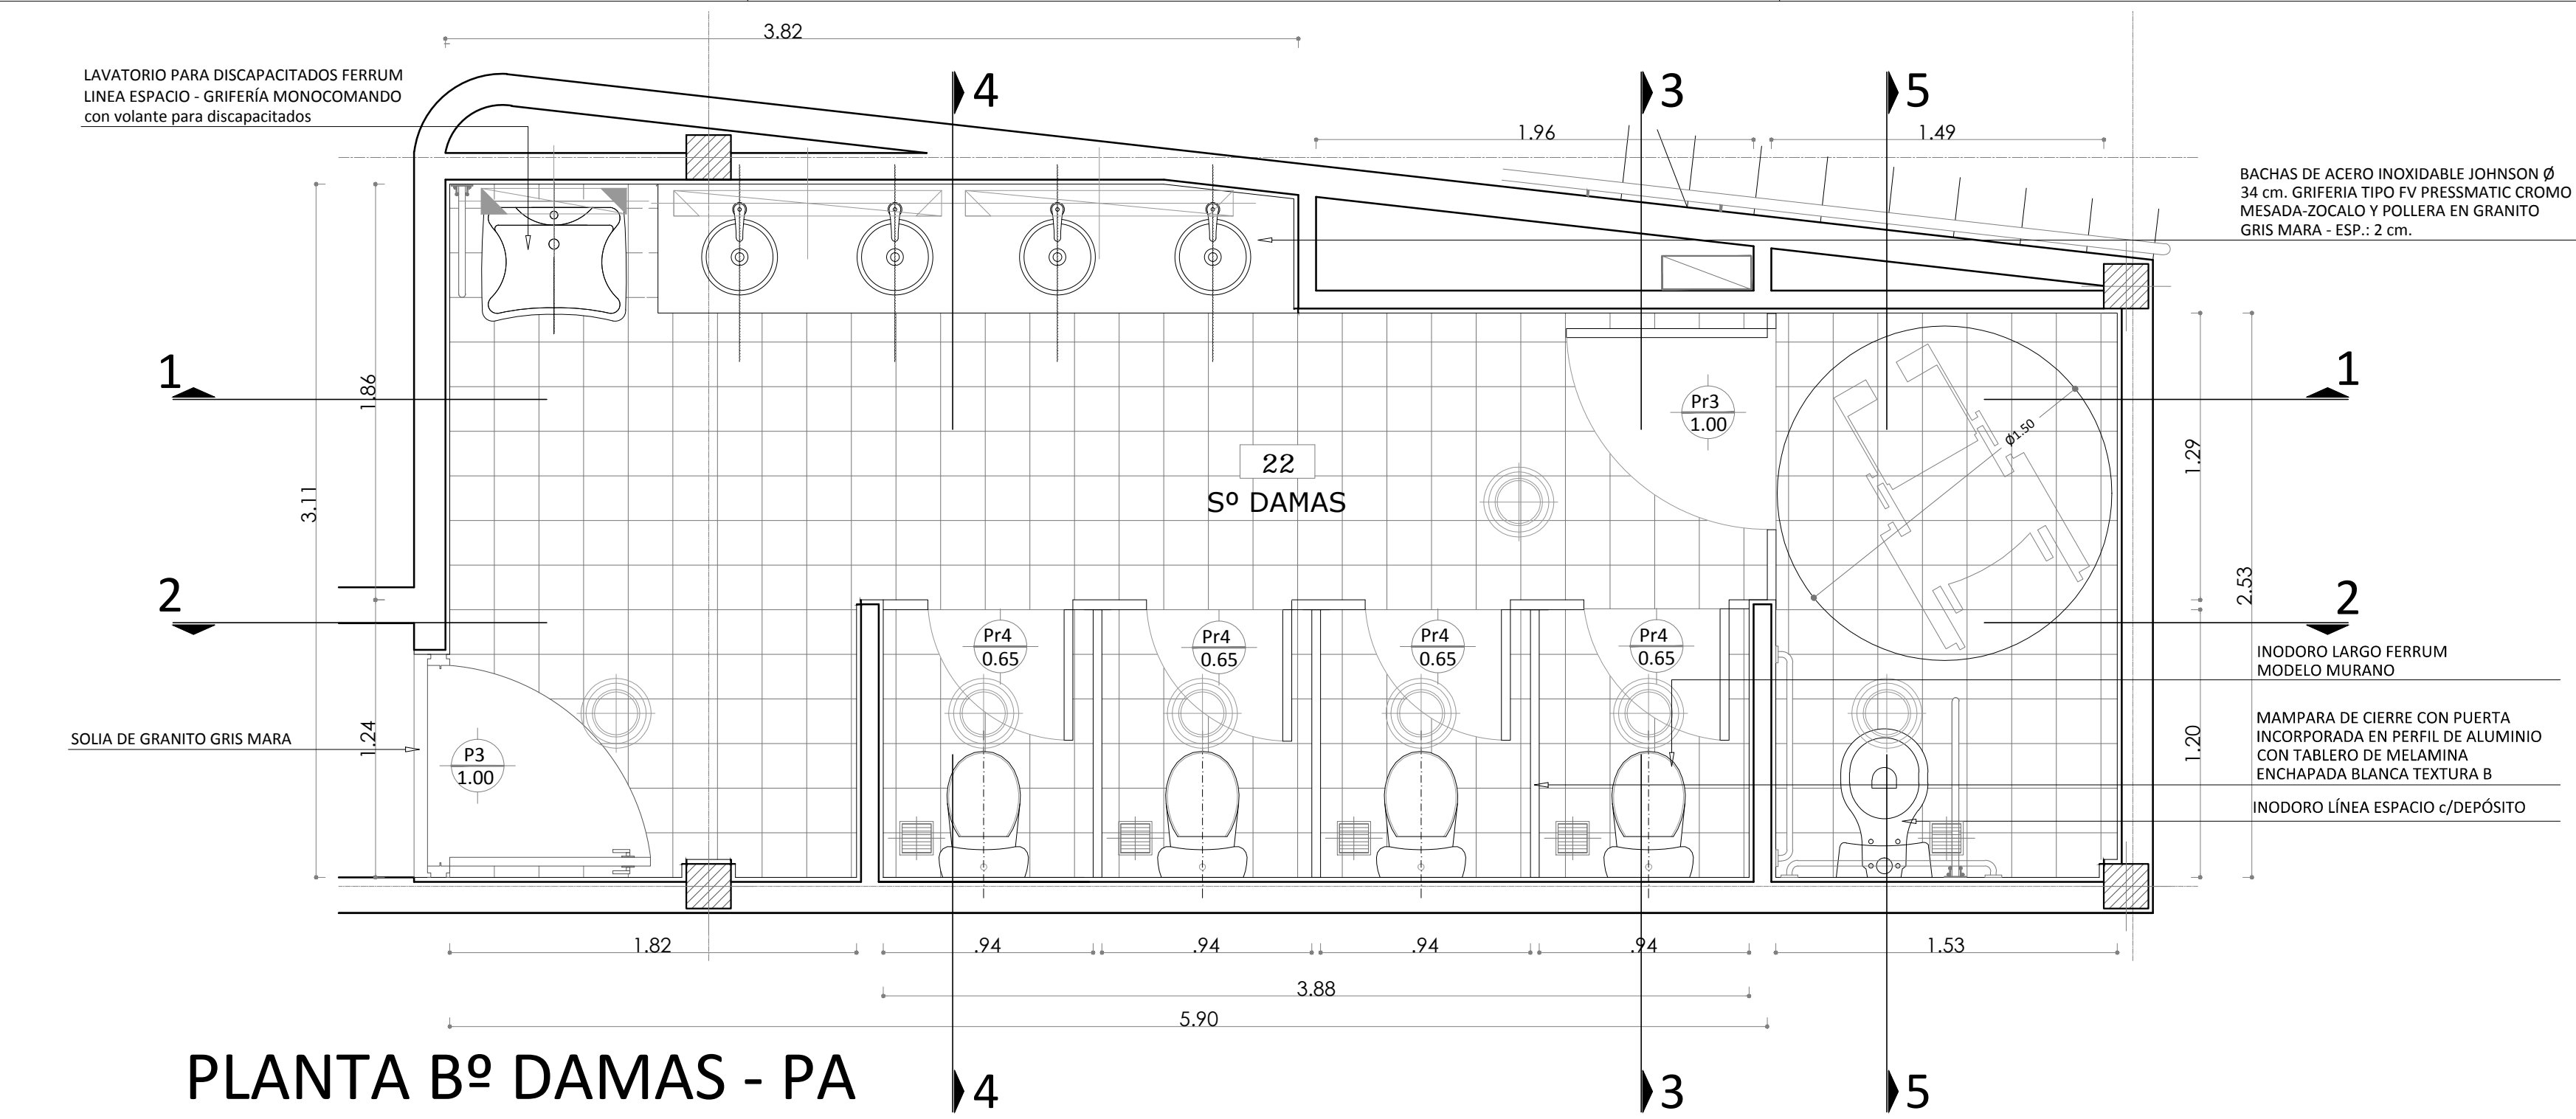 3.82
LAVATORIO PARA DISCAPACITADOS FERRUM
LINEA ESPACIO - GRIFERÍA MONOCOMANDO
con volante para discapacitados
4
3
5
1.96
1.49
BACHAS DE ACERO INOXIDABLE JOHNSON Ø
34 cm. GRIFERIA TIPO FV PRESSMATIC CROMO
MESADA-ZOCALO Y POLLERA EN GRANITO
GRIS MARA - ESP.: 2 cm.
1
1
1.86
3.11
Pr3
1.00
Ø1.50
22
Sº DAMAS
1.29
2.53
2
2
Pr4
0.65
Pr4
0.65
Pr4
0.65
Pr4
0.65
INODORO LARGO FERRUM
MODELO MURANO
SOLIA DE GRANITO GRIS MARA
1.24
P3
1.00
1.20
MAMPARA DE CIERRE CON PUERTA
INCORPORADA EN PERFIL DE ALUMINIO
CON TABLERO DE MELAMINA
ENCHAPADA BLANCA TEXTURA B
INODORO LÍNEA ESPACIO c/DEPÓSITO
1.82
.94
.94
.94
.94
1.53
3.88
5.90
PLANTA Bº DAMAS - PA
4
3
5